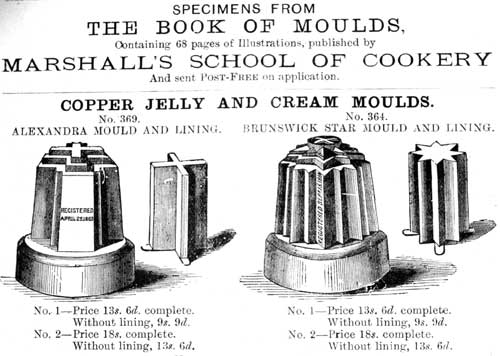 SPECIMENS FROM
THE BOOK OF MOULDS,
Containing 68 pages of Illustrations, published by
MARSHALL'S SCHOOL OF COOKERY
And sent POST-FREE on application.
COPPER JELLY AND CREAM MOULDS.
No. 369.
ALEXANDRA MOULD AND LINING.
REGISTERED
No. 1—Price 13s. 6d. complete.
Without lining, 9s. 9d.
No. 2—Price 18s. complete.
Without lining, 13s. 6d.
No. 364.
BRUNSWICK STAR MOULD AND LINING.
No. 1—Price 13s. 6d. complete.
Without lining, 9s. 9d.
No. 2—Price 18s. complete.
Without lining, 13s. 6d.